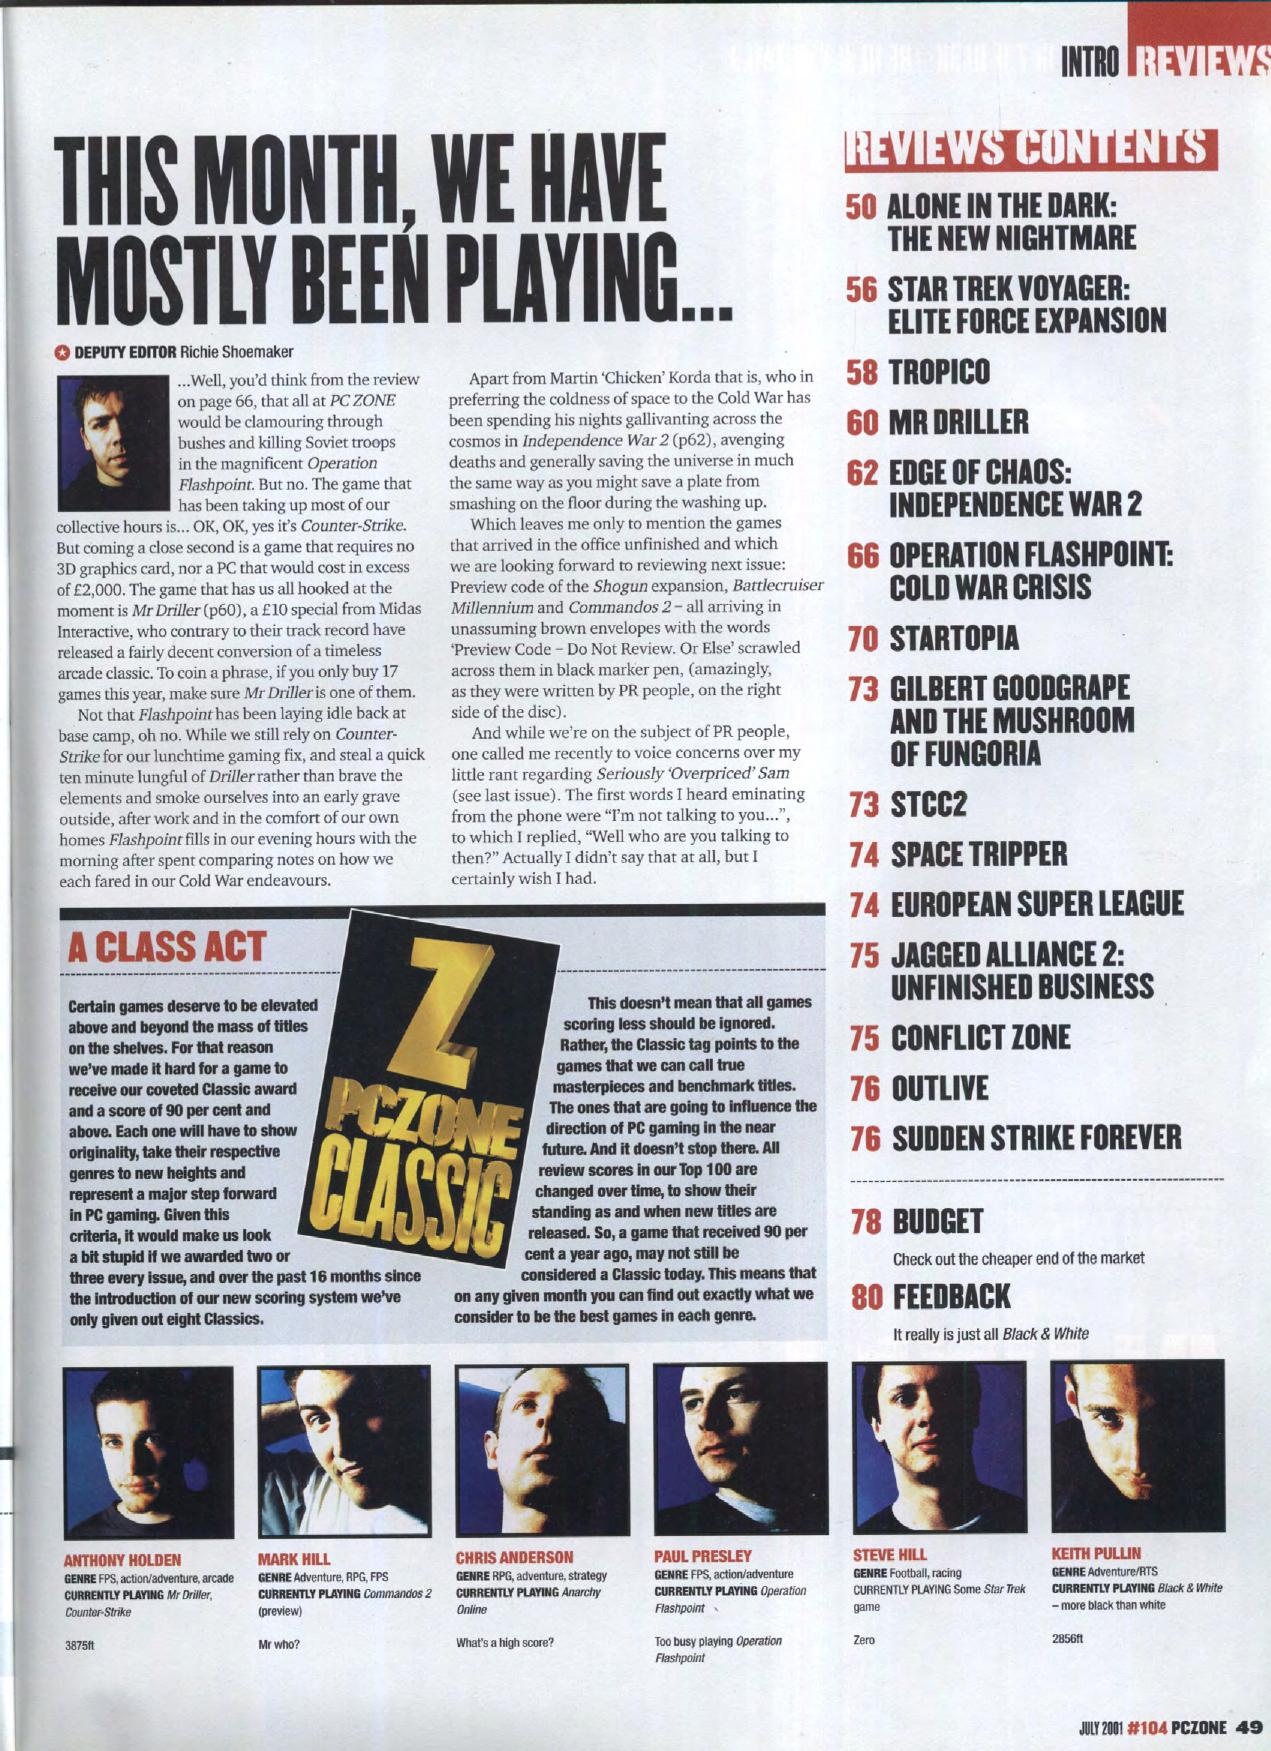 INTRO REVIEWS
THIS MONTH, WE HAVE
MOSTLY BEEN PLAYING...
DEPUTY EDITOR Richie Shoemaker
...Well, you'd think from the review
on page 66, that all at PC ZONE
would be clamouring through
bushes and killing Soviet troops
in the magnificent Operation
Flashpoint. But no. The game that
has been taking up most of our
collective hours is... OK, OK, yes it's Counter-Strike.
But coming a close second is a game that requires no
3D graphics card, nor a PC that would cost in excess
of £2,000. The game that has us all hooked at the
moment is Mr Driller (p60), a £10 special from Midas
Interactive, who contrary to their track record have
released a fairly decent conversion of a timeless
arcade classic. To coin a phrase, if you only buy 17
games this year, make sure Mr Driller is one of them.
Not that Flashpoint has been laying idle back at
base camp, oh no. While we still rely on Counter-
Strike for our lunchtime gaming fix, and steal a quick
ten minute lungful of Driller rather than brave the
elements and smoke ourselves into an early grave
outside, after work and in the comfort of our own
homes Flashpoint fills in our evening hours with the
morning after spent comparing notes on how we
each fared in our Cold War endeavours.
Apart from Martin 'Chicken' Korda that is, who in
preferring the coldness of space to the Cold War has
been spending his nights gallivanting across the
cosmos in Independence War 2 (p62), avenging
deaths and generally saving the universe in much
the same way as you might save a plate from
smashing on the floor during the washing up.
Which leaves me only to mention the games
that arrived in the office unfinished and which
we are looking forward to reviewing next issue:
Preview code of the Shogun expansion, Battlecruiser
Millennium and Commandos 2 – all arriving in
unassuming brown envelopes with the words
'Preview Code – Do Not Review. Or Else' scrawled
across them in black marker pen, (amazingly,
as they were written by PR people, on the right
side of the disc).
And while we're on the subject of PR people,
one called me recently to voice concerns over my
little rant regarding Seriously 'Overpriced' Sam
(see last issue). The first words I heard eminating
from the phone were "I'm not talking to you...",
to which I replied, "Well who are you talking to
then?" Actually I didn't say that at all, but I
certainly wish I had.
A CLASS ACT
Certain games deserve to be elevated
above and beyond the mass of titles
on the shelves. For that reason
we've made it hard for a game to
receive our coveted Classic award
and a score of 90 per cent and
above. Each one will have to show
originality, take their respective
genres to new heights and
represent a major step forward
in PC gaming. Given this
criteria, it would make us look
a bit stupid if we awarded two or
three every issue, and over the past 16 months since
the introduction of our new scoring system we've
only given out eight Classics.
Z
PCZONE
CLASSIC
This doesn't mean that all games
scoring less should be ignored.
Rather, the Classic tag points to the
games that we can call true
masterpieces and benchmark titles.
The ones that are going to influence the
direction of PC gaming in the near
future. And it doesn't stop there. All
review scores in our Top 100 are
changed over time, to show their
standing as and when new titles are
released. So, a game that received 90 per
cent a year ago, may not still be
considered a Classic today. This means that
on any given month you can find out exactly what we
consider to be the best games in each genre.
REVIEWS CONTENTS
50 ALONE IN THE DARK:
THE NEW NIGHTMARE
56 STAR TREK VOYAGER:
ELITE FORCE EXPANSION
58 TROPICO
60 MR DRILLER
62 EDGE OF CHAOS:
INDEPENDENCE WAR 2
66 OPERATION FLASHPOINT:
COLD WAR CRISIS
70 STARTOPIA
73 GILBERT GOODGRAPE
AND THE MUSHROOM
OF FUNGORIA
73 STCC2
74 SPACE TRIPPER
74 EUROPEAN SUPER LEAGUE
75 JAGGED ALLIANCE 2:
UNFINISHED BUSINESS
75 CONFLICT ZONE
76 OUTLIVE
76 SUDDEN STRIKE FOREVER
78 BUDGET
Check out the cheaper end of the market
80 FEEDBACK
It really is just all Black & White
ANTHONY HOLDEN
GENRE FPS, action/adventure, arcade
CURRENTLY PLAYING Mr Driller,
Counter-Strike
3875ft
MARK HILL
GENRE Adventure, RPG, FPS
CURRENTLY PLAYING Commandos 2
(preview)
Mr who?
CHRIS ANDERSON
GENRE RPG, adventure, strategy
CURRENTLY PLAYING Anarchy
Online
What's a high score?
PAUL PRESLEY
GENRE FPS, action/adventure
CURRENTLY PLAYING Operation
Flashpoint
Too busy playing Operation
Flashpoint
STEVE HILL
GENRE Football, racing
CURRENTLY PLAYING Some Star Trek
game
Zero
KEITH PULLIN
GENRE Adventure/RTS
CURRENTLY PLAYING Black & White
– more black than white
2856ft
JULY 2001 #104 PCZONE 49